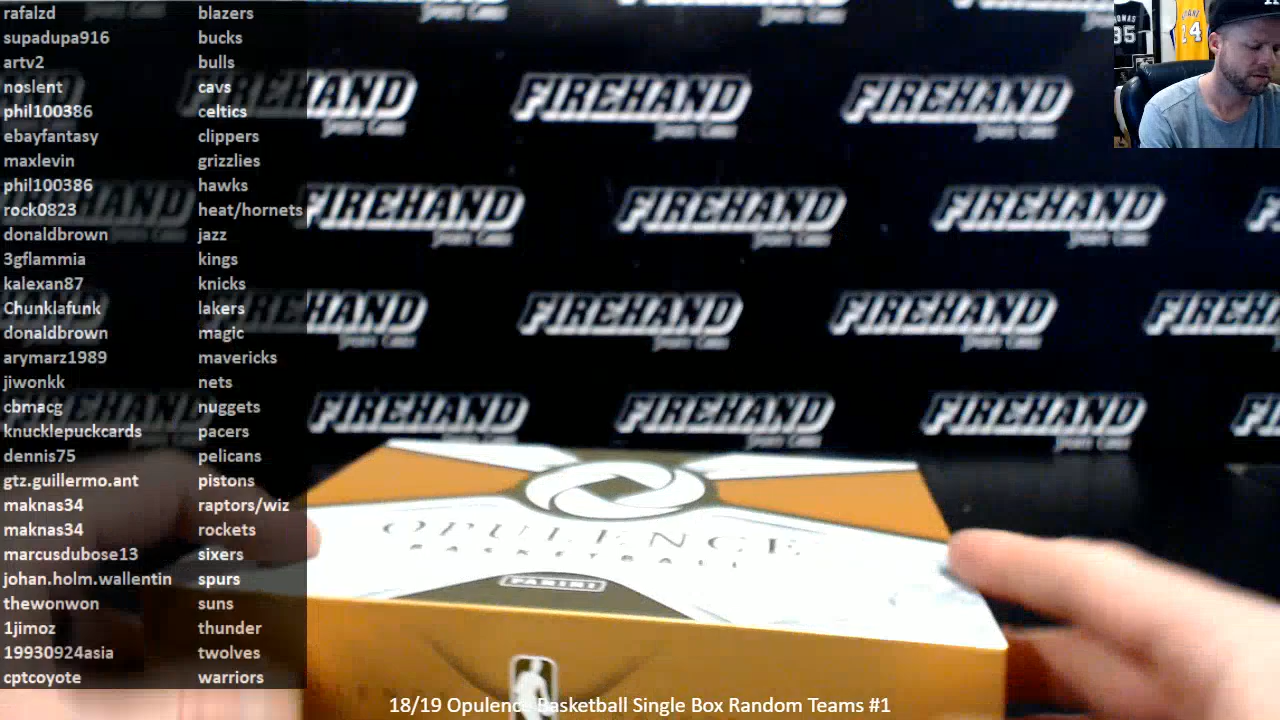 rafalzd blazers
supadupa916 bucks
artv2 bulls
noslent cavs
phil100386 celtics
ebayfantasy clippers
maxlevin grizzlies
phil100386 hawks
rock0823 heat/hornets
donaldbrown jazz
3gflammia kings
kalexan87 knicks
Chunklafunk lakers
donaldbrown magic
arymarz1989 mavericks
jiwonkk nets
cbmacg nuggets
knucklepuckcards pacers
dennis75 pelicans
gtz.guillermo.ant pistons
maknas34 raptors/wiz
maknas34 rockets
marcusdubose13 sixers
johan.holm.wallentin spurs
thewonwon suns
1jimoz thunder
19930924asia twolves
cptcoyote warriors
FIREHAND FIREHAND FIREHAND
FIREHAND FIREHAND FIREHAND
FIREHAND FIREHAND FIREHAND FIREHAND
FIREHAND FIREHAND FIREHAND
OPULENCE
BASKETBALL
PANINI
18/19 Opulence Basketball Single Box Random Teams #1